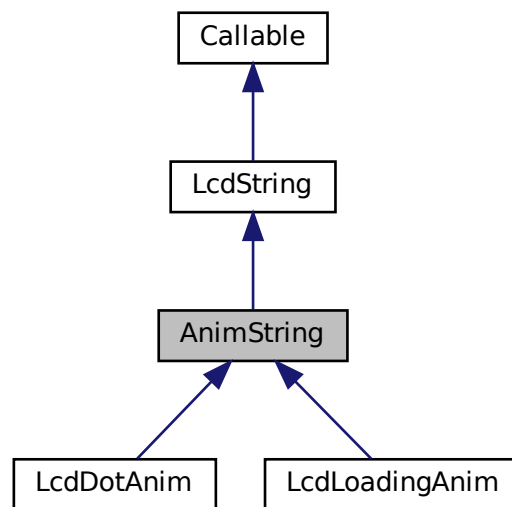 Callable
LcdString
AnimString
LcdDotAnim
LcdLoadingAnim